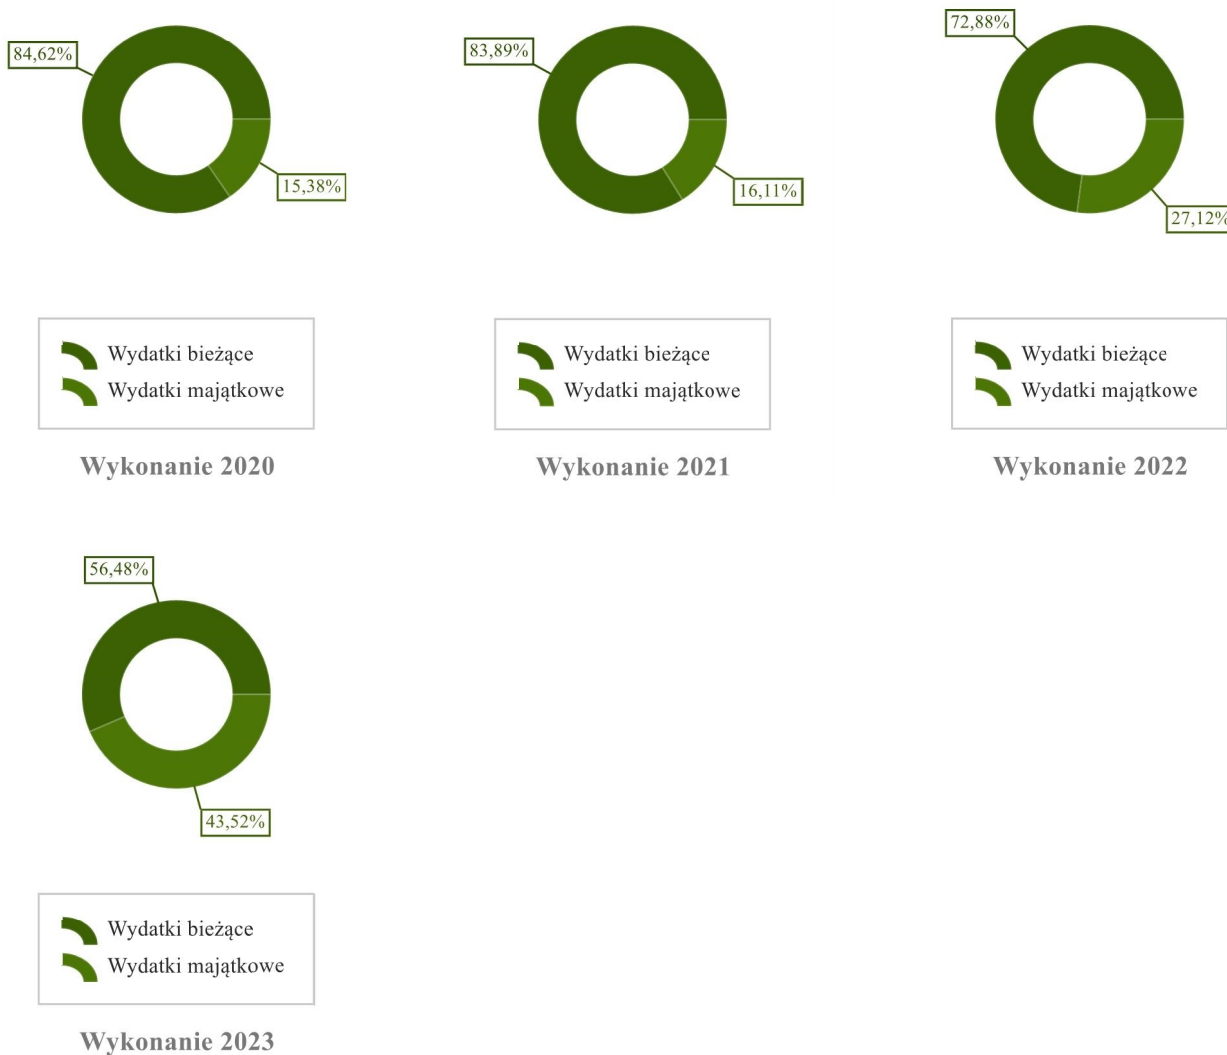 84,62%
15,38%
Wydatki bieżące
Wydatki majątkowe
Wykonanie 2020
83,89%
16,11%
Wydatki bieżące
Wydatki majątkowe
Wykonanie 2021
72,88%
27,12%
Wydatki bieżące
Wydatki majątkowe
Wykonanie 2022
56,48%
43,52%
Wydatki bieżące
Wydatki majątkowe
Wykonanie 2023